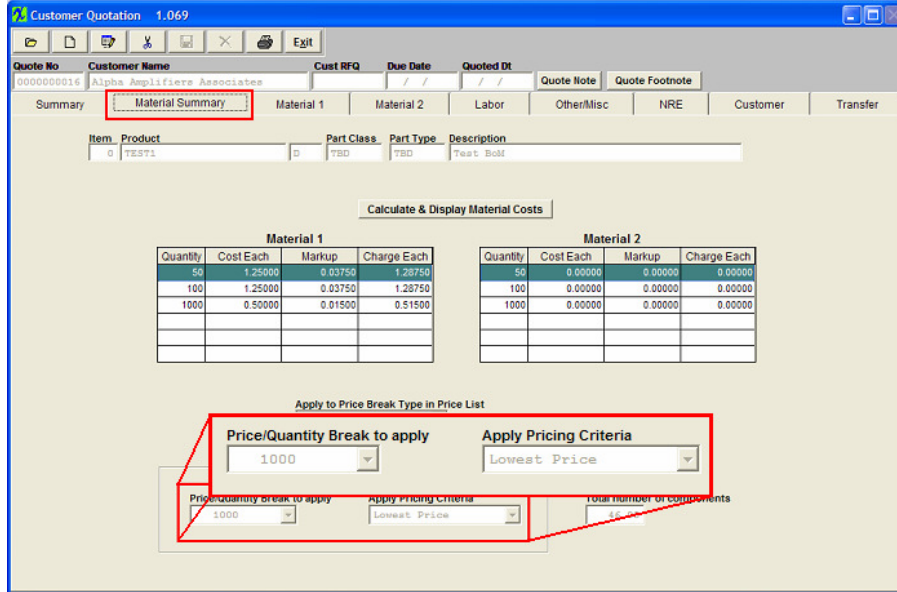 Customer Quotation 1.069
Exit
Quote No Customer Name Cust RFQ Due Date Quoted Dt
0000000016 Alpha Amplifiers Associates / / / / Quote Note Quote Footnote
Summary Material Summary Material 1 Material 2 Labor Other/Misc NRE Customer Transfer
Item Product Part Class Part Type Description
0 TEST1 D TBD TBD Test BoM
Calculate & Display Material Costs
Material 1 Material 2
Quantity Cost Each Markup Charge Each Quantity Cost Each Markup Charge Each
50 1.25000 0.03750 1.28750 50 0.00000 0.00000 0.00000
100 1.25000 0.03750 1.28750 100 0.00000 0.00000 0.00000
1000 0.50000 0.01500 0.51500 1000 0.00000 0.00000 0.00000
Apply to Price Break Type in Price List
Price/Quantity Break to apply Apply Pricing Criteria
1000 Lowest Price
Price/Quantity Break to apply Apply Pricing Criteria Total number of components
1000 Lowest Price